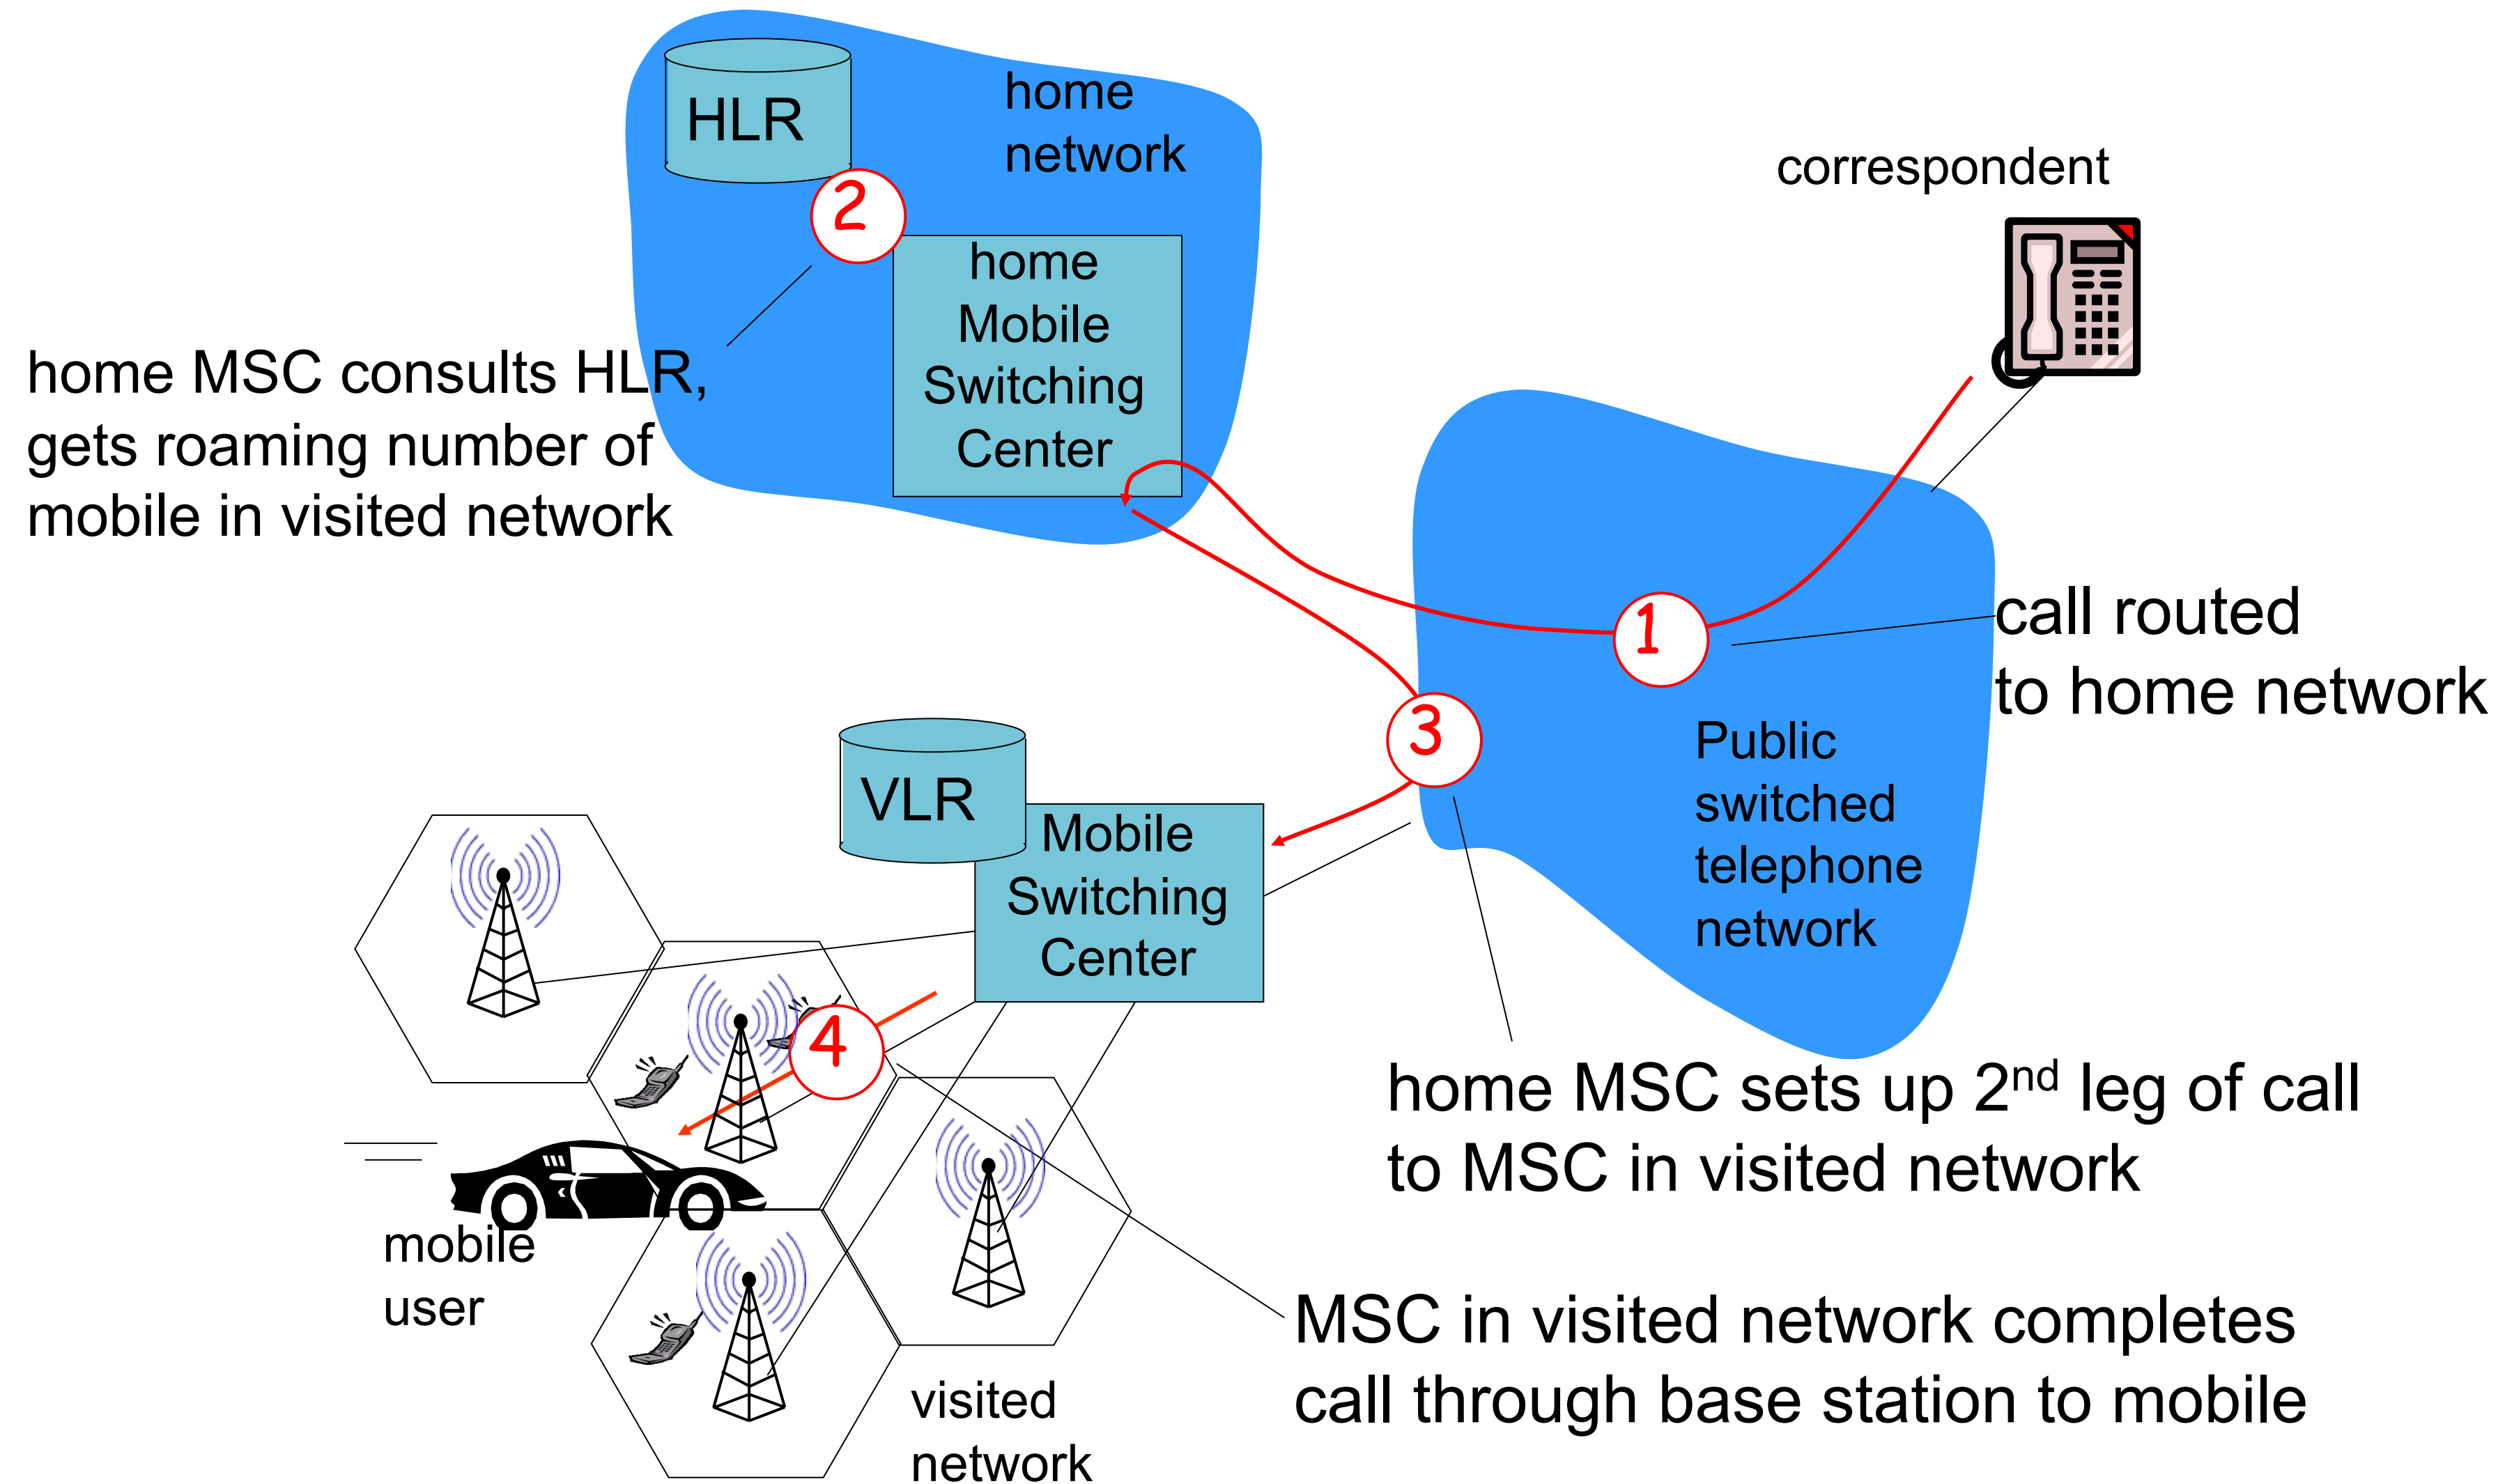 HLR
home
network
2
home
Mobile
Switching
Center
correspondent
home MSC consults HLR,
gets roaming number of
mobile in visited network
1
call routed
to home network
3
Public
switched
telephone
network
VLR
Mobile
Switching
Center
4
home MSC sets up 2nd leg of call
to MSC in visited network
mobile
user
MSC in visited network completes
call through base station to mobile
visited
network